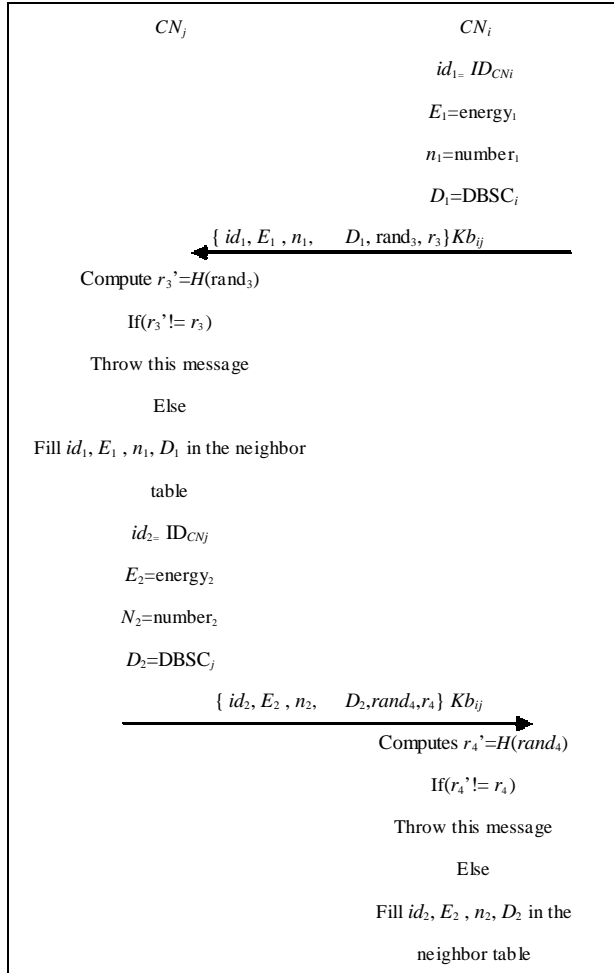 CNj CNi
id1= IDCNi
E1=energy1
n1=number1
D1=DBSCi
{ id1, E1 , n1, D1, rand3, r3}Kbij
Compute r3’=H(rand3)
If(r3’!= r3)
Throw this message
Else
Fill id1, E1 , n1, D1 in the neighbor
table
id2= IDCNj
E2=energy2
N2=number2
D2=DBSCj
{ id2, E2 , n2, D2,rand4,r4} Kbij
Computes r4’=H(rand4)
If(r4’!= r4)
Throw this message
Else
Fill id2, E2 , n2, D2 in the
neighbor table